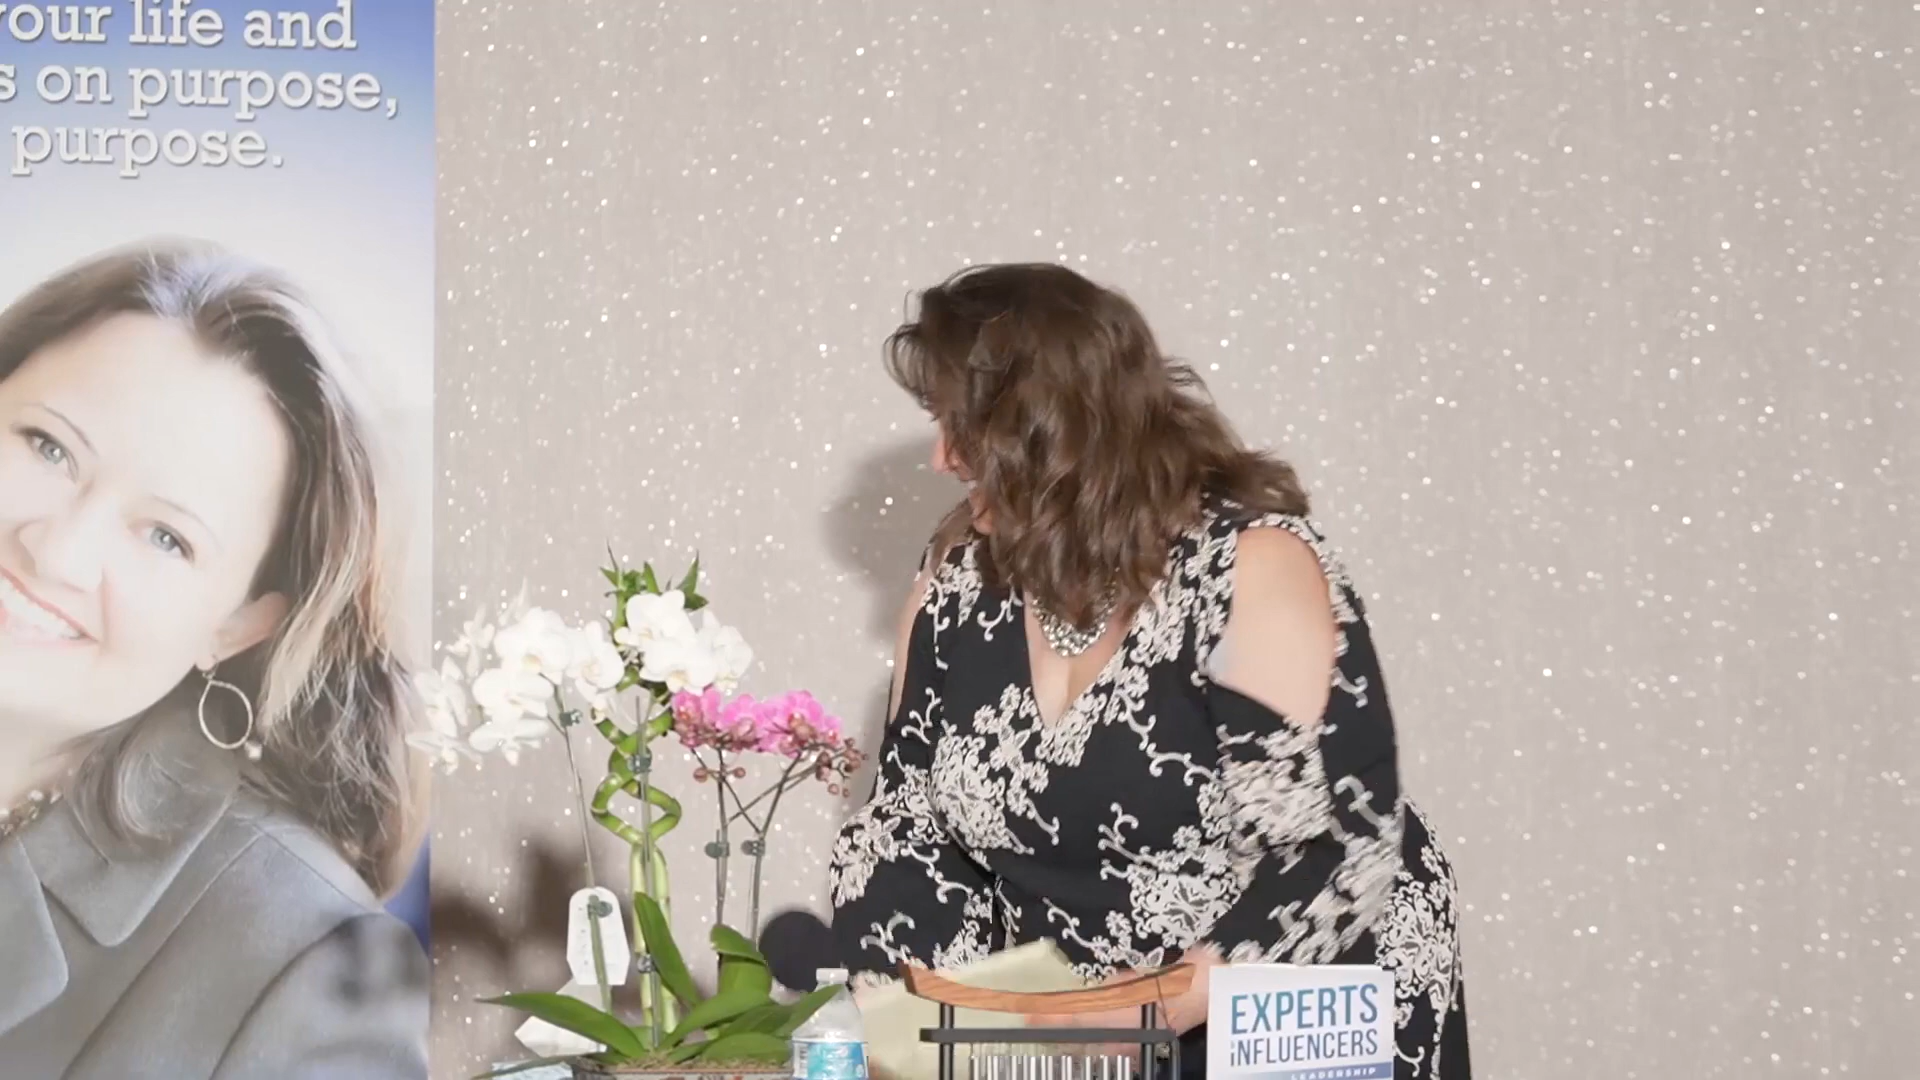 your life and
s on purpose,
purpose.
EXPERTS
& INFLUENCERS
LEADERSHIP